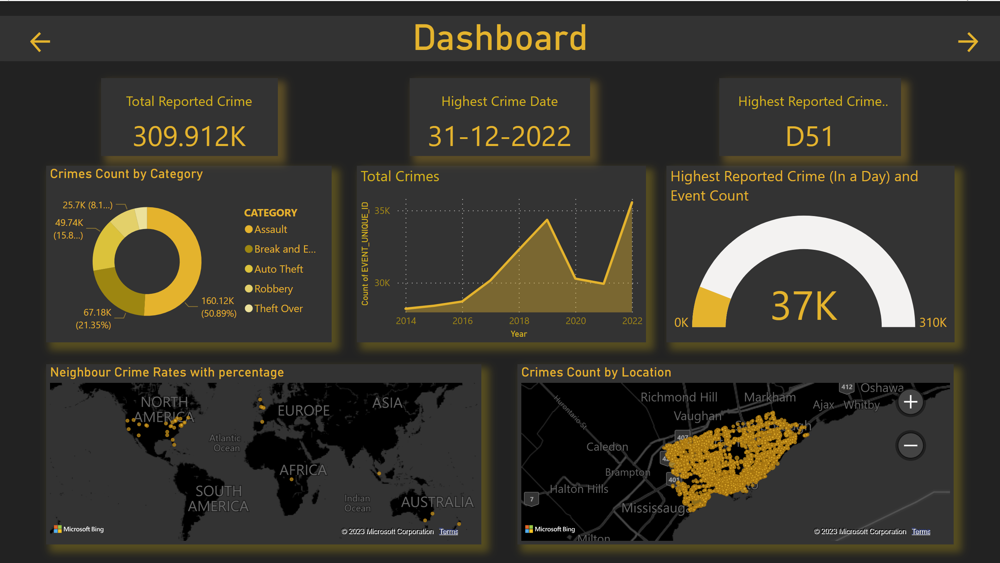 Dashboard
Total Reported Crime
309.912K
Highest Crime Date
31-12-2022
Highest Reported Crime..
D51
Crimes Count by Category
25.7K (8.1...)
49.74K
(15.8...)
67.18K
(21.35%)
160.12K
(50.89%)
CATEGORY
Assault
Break and E...
Auto Theft
Robbery
Theft Over
Total Crimes
Count of EVENT_UNIQUE_ID
35K
30K
2014 2016 2018 2020 2022
Year
Highest Reported Crime (In a Day) and
Event Count
37K
0K
310K
Neighbour Crime Rates with percentage
NORTH
AMERICA
EUROPE
ASIA
Atlantic
Ocean
AFRICA
SOUTH
AMERICA
Indian
Ocean
AUSTRALIA
Microsoft Bing
© 2023 Microsoft Corporation Terms
Crimes Count by Location
412
Oshawa
Richmond Hill
Markham
Ajax
Whitby
Hurontario St
Vaughan
407
Caledon
401
Brampton
Halton Hills
7
Mississauga
Milton
Microsoft Bing
© 2023 Microsoft Corporation Terms